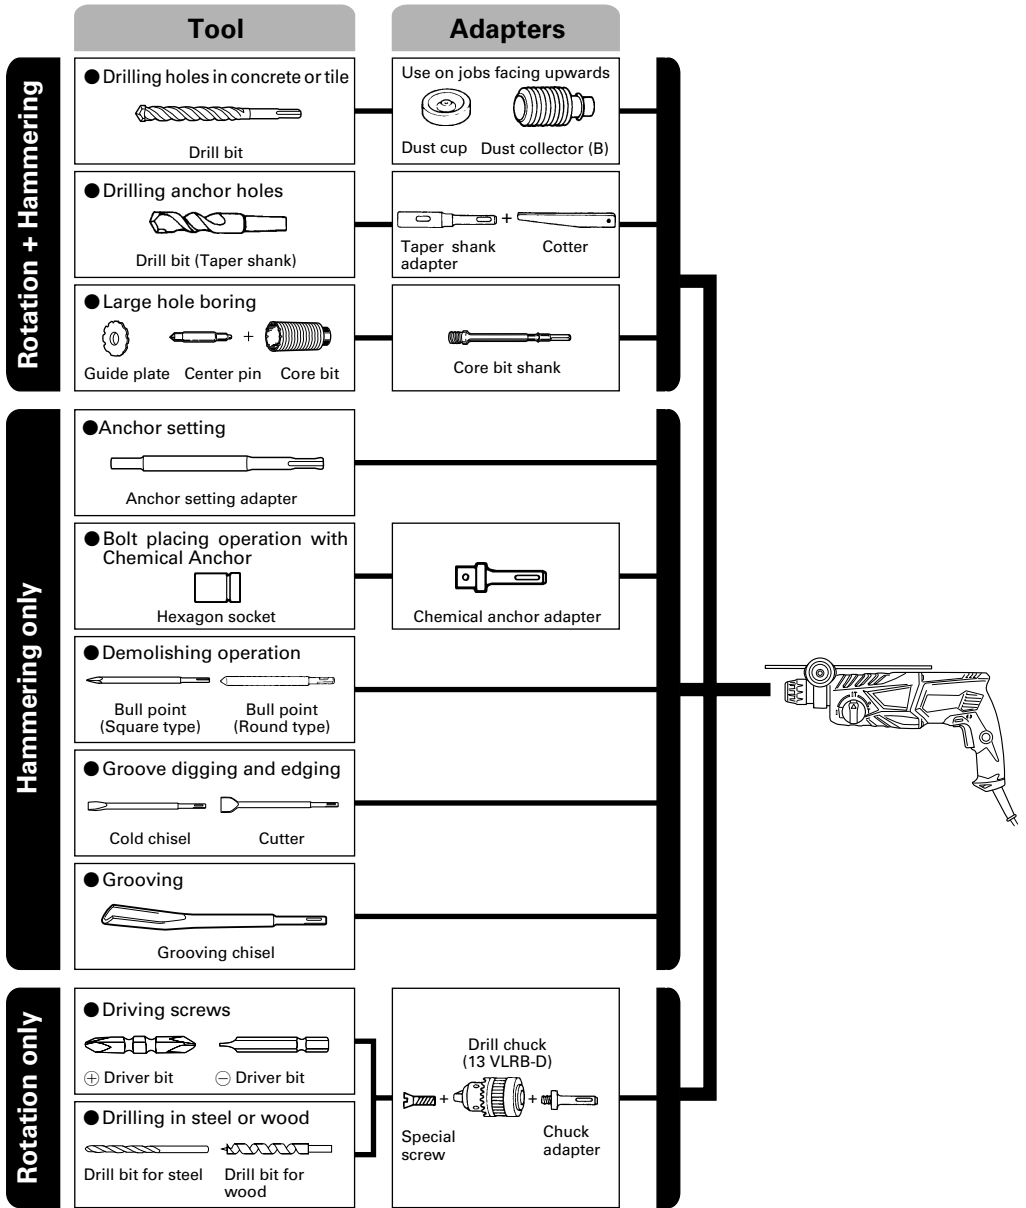 Tool
Adapters
Rotation + Hammering
● Drilling holes in concrete or tile
Drill bit
Use on jobs facing upwards
Dust cup
Dust collector (B)
● Drilling anchor holes
Drill bit (Taper shank)
Taper shank
adapter
+
Cotter
● Large hole boring
+
Guide plate
Center pin
Core bit
Core bit shank
Hammering only
●Anchor setting
Anchor setting adapter
● Bolt placing operation with
Chemical Anchor
Hexagon socket
Chemical anchor adapter
● Demolishing operation
Bull point
(Square type)
Bull point
(Round type)
● Groove digging and edging
Cold chisel
Cutter
● Grooving
Grooving chisel
Rotation only
● Driving screws
⊕ Driver bit
⊖ Driver bit
● Drilling in steel or wood
Drill bit for steel
Drill bit for
wood
Drill chuck
(13 VLRB-D)
+
+
Special
screw
Chuck
adapter